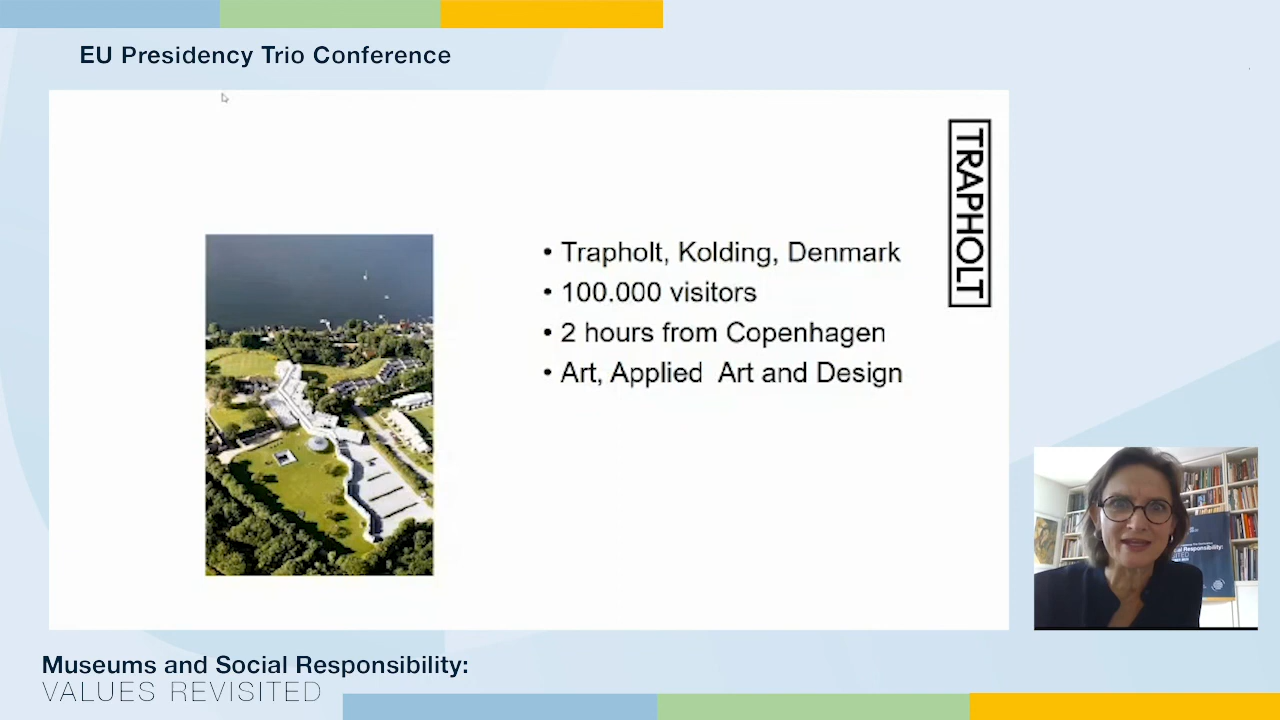 EU Presidency Trio Conference
TRAPHOLT
• Trapholt, Kolding, Denmark
• 100.000 visitors
• 2 hours from Copenhagen
• Art, Applied Art and Design
Responsibility:
Museums and Social Responsibility:
VALUES REVISITED